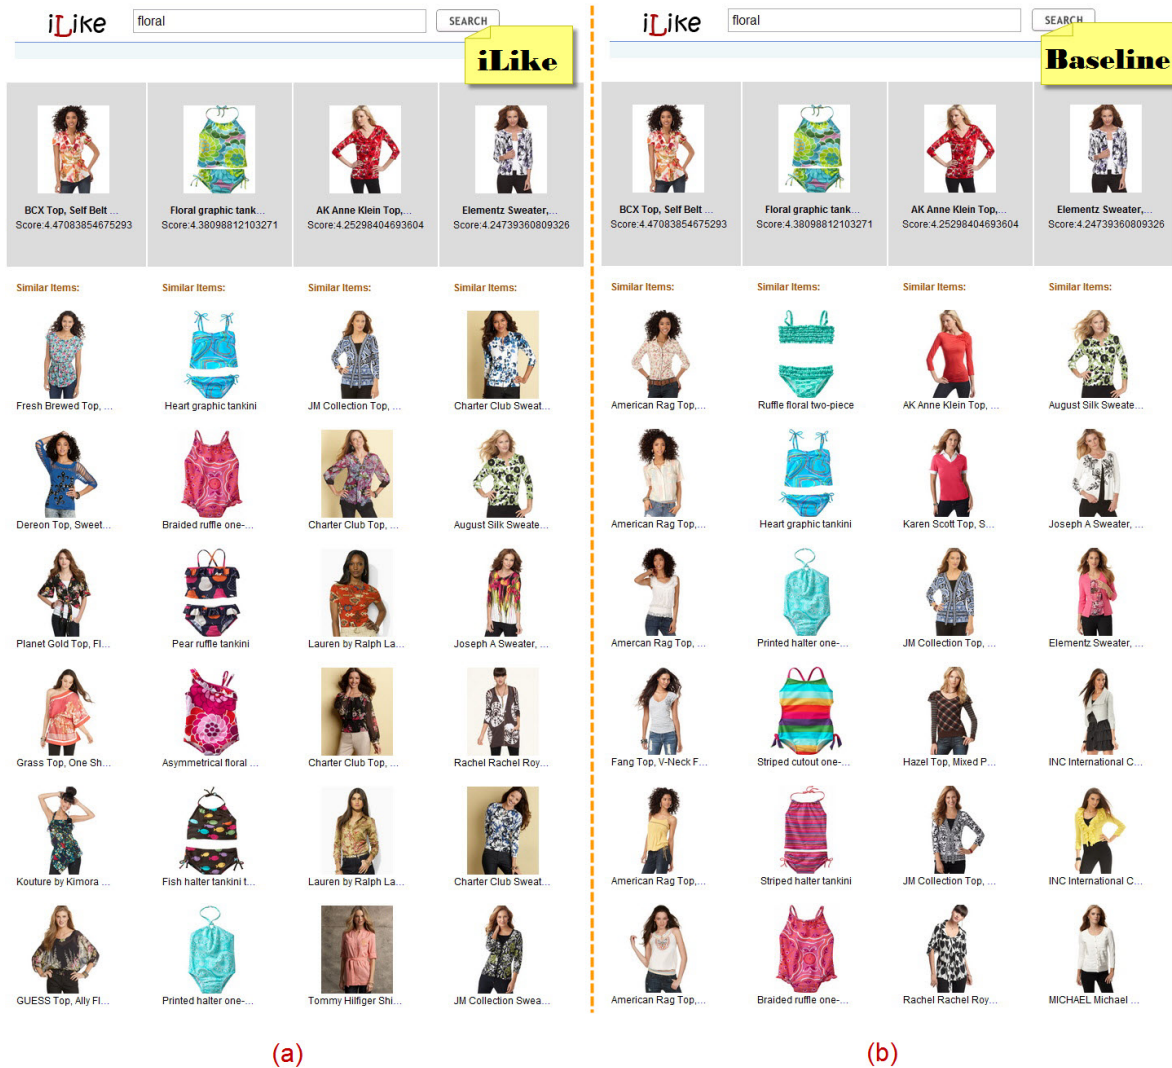 iLike
floral
SEARCH
iLike
BCX Top, Self Belt ...
Score:4.47083854675293
Floral graphic tank...
Score:4.38098812103271
AK Anne Klein Top,...
Score:4.25298404693604
Elementz Sweater,...
Score:4.24739360809326
Similar Items:
Similar Items:
Similar Items:
Similar Items:
Fresh Brewed Top, ...
Heart graphic tankini
JM Collection Top, ...
Charter Club Sweat...
Dereon Top, Sweet...
Braided ruffle one-...
Charter Club Top, ...
August Silk Sweate...
Planet Gold Top, Fl...
Pear ruffle tankini
Lauren by Ralph La...
Joseph A Sweater, ...
Grass Top, One Sh...
Asymmetrical floral ...
Charter Club Top, ...
Rachel Rachel Roy...
Kouture by Kimora ...
Fish halter tankini t...
Lauren by Ralph La...
Charter Club Sweat...
GUESS Top, Ally Fl...
Printed halter one-...
Tommy Hilfiger Shi...
JM Collection Swea...
(a)
iLike
floral
SEARCH
Baseline
BCX Top, Self Belt ...
Score:4.47083854675293
Floral graphic tank...
Score:4.38098812103271
AK Anne Klein Top,...
Score:4.25298404693604
Elementz Sweater,...
Score:4.24739360809326
Similar Items:
Similar Items:
Similar Items:
Similar Items:
American Rag Top,...
Ruffle floral two-piece
AK Anne Klein Top, ...
August Silk Sweate...
American Rag Top,...
Heart graphic tankini
Karen Scott Top, S...
Joseph A Sweater, ...
Amercan Rag Top, ...
Printed halter one-...
JM Collection Top, ...
Elementz Sweater, ...
Fang Top, V-Neck F...
Striped cutout one-...
Hazel Top, Mixed P...
INC International C...
American Rag Top,...
Striped halter tankini
JM Collection Top, ...
INC International C...
American Rag Top,...
Braided ruffle one-...
Rachel Rachel Roy...
MICHAEL Michael ...
(b)